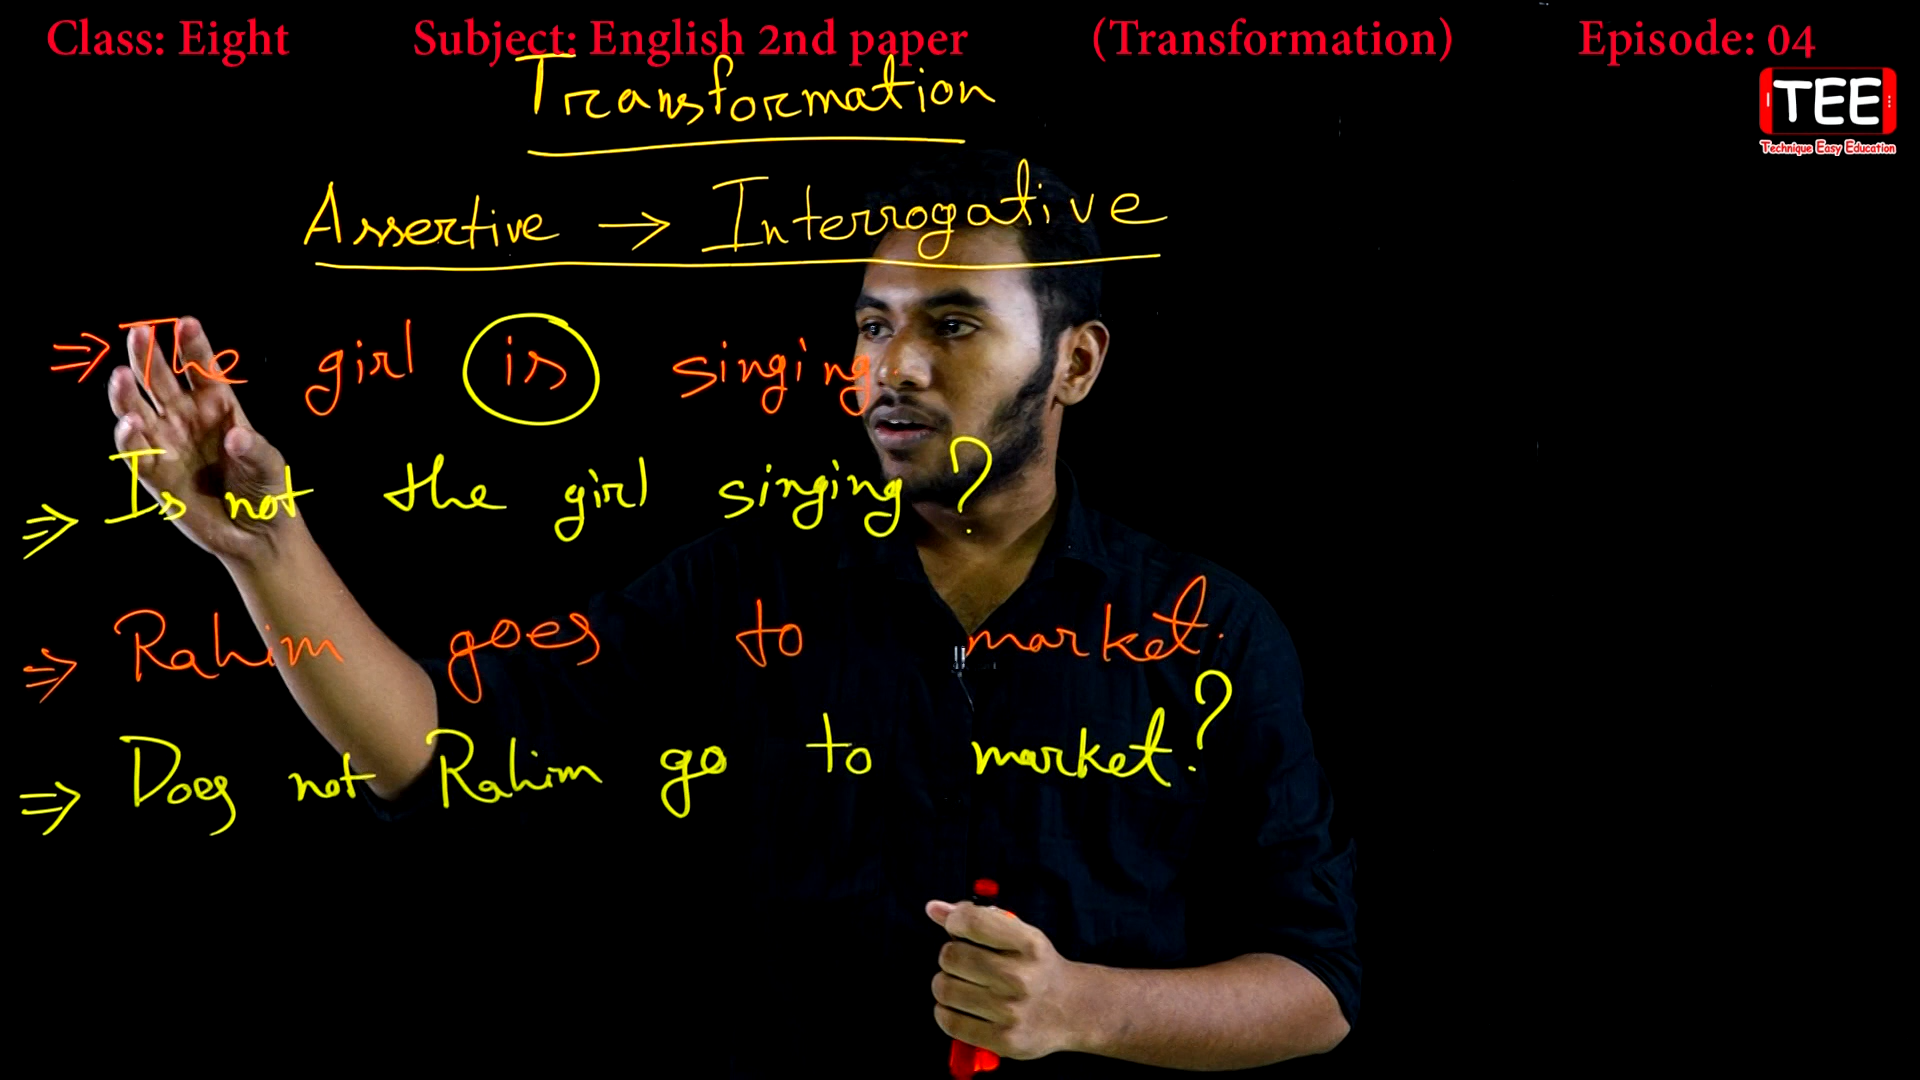 Class: Eight Subject: English 2nd paper (Transformation) Episode: 04
TEE
Technique Easy Education
Transformation
Assertive → Interrogative
⇒ The girl is singing.
⇒ Is not the girl singing?
⇒ Rahim goes to market.
⇒ Does not Rahim go to market?